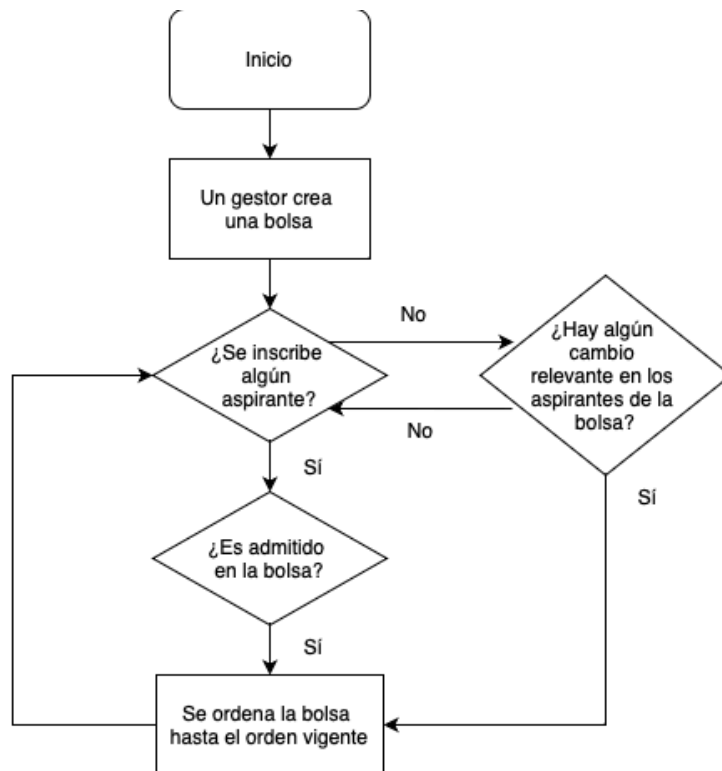 Inicio
Un gestor crea
una bolsa
¿Se inscribe
algún
aspirante?
No
No
¿Hay algún
cambio
relevante en los
aspirantes de la
bolsa?
Sí
Sí
¿Es admitido
en la bolsa?
Sí
Se ordena la bolsa
hasta el orden vigente